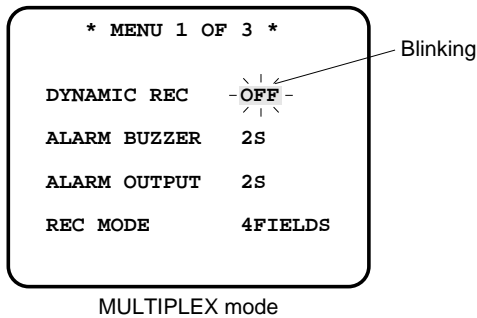 * MENU 1 OF 3 *
Blinking
DYNAMIC REC OFF
ALARM BUZZER 2S
ALARM OUTPUT 2S
REC MODE 4FIELDS
MULTIPLEX mode